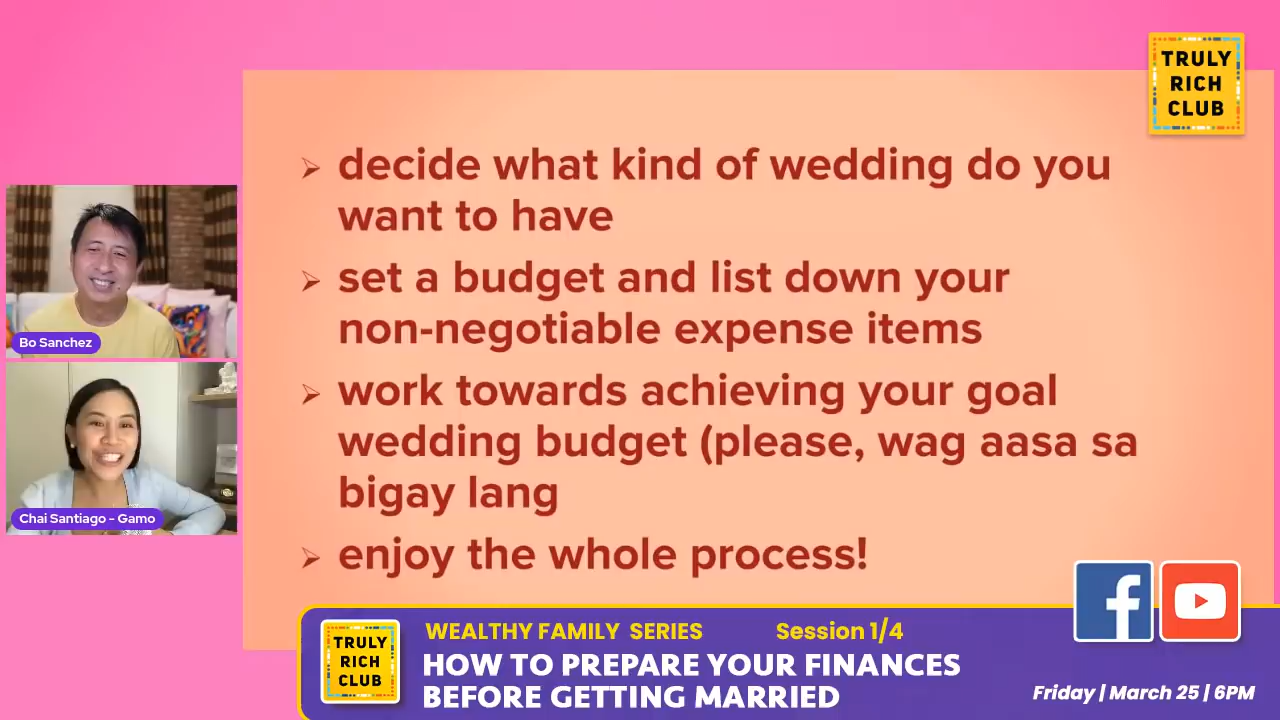 TRULY
RICH
CLUB
➢ decide what kind of wedding do you
want to have
➢ set a budget and list down your
non-negotiable expense items
➢ work towards achieving your goal
wedding budget (please, wag aasa sa
bigay lang
➢ enjoy the whole process!
Bo Sanchez
Chai Santiago - Gamo
TRULY
RICH
CLUB
WEALTHY FAMILY SERIES
Session 1/4
HOW TO PREPARE YOUR FINANCES
BEFORE GETTING MARRIED
Friday | March 25 | 6PM